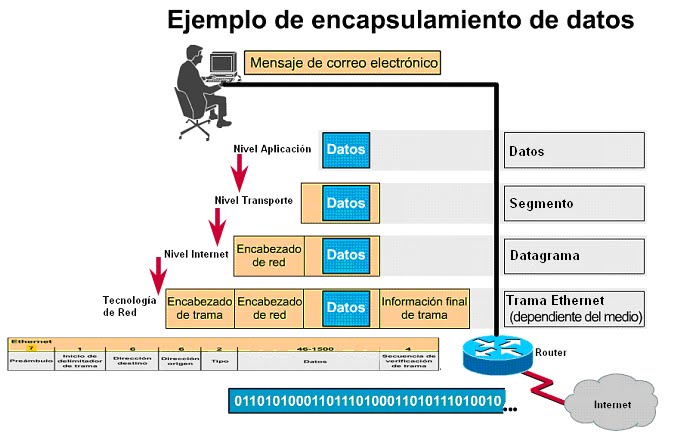 Ejemplo de encapsulamiento de datos
Mensaje de correo electrónico
Nivel Aplicación
Datos
Datos
Nivel Transporte
Datos
Segmento
Nivel Internet
Encabezado
de red
Datos
Datagrama
Tecnología
de Red
Encabezado
de trama
Encabezado
de red
Datos
Información final
de trama
Trama Ethernet
(dependiente del medio)
Ethernet
7 1 6 6 2 46-1500 4
Preámbulo
Inicio de
delimitador
de trama
Dirección
destino
Dirección
origen
Tipo
Datos
Secuencia de
verificación
de trama
Router
0110101000110111010001101011101001​0...
Internet